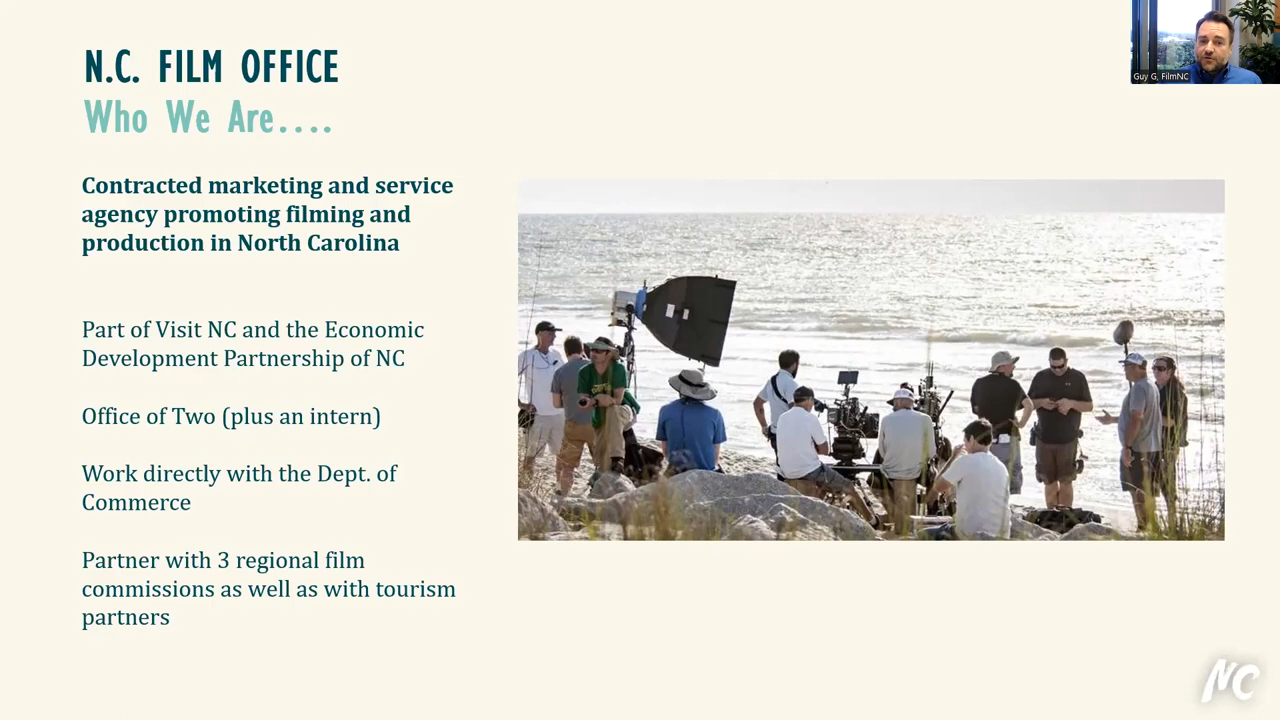 N.C. FILM OFFICE
Who We Are....
Contracted marketing and service
agency promoting filming and
production in North Carolina
Part of Visit NC and the Economic
Development Partnership of NC
Office of Two (plus an intern)
Work directly with the Dept. of
Commerce
Partner with 3 regional film
commissions as well as with tourism
partners
Guy G, FilmNC
NC